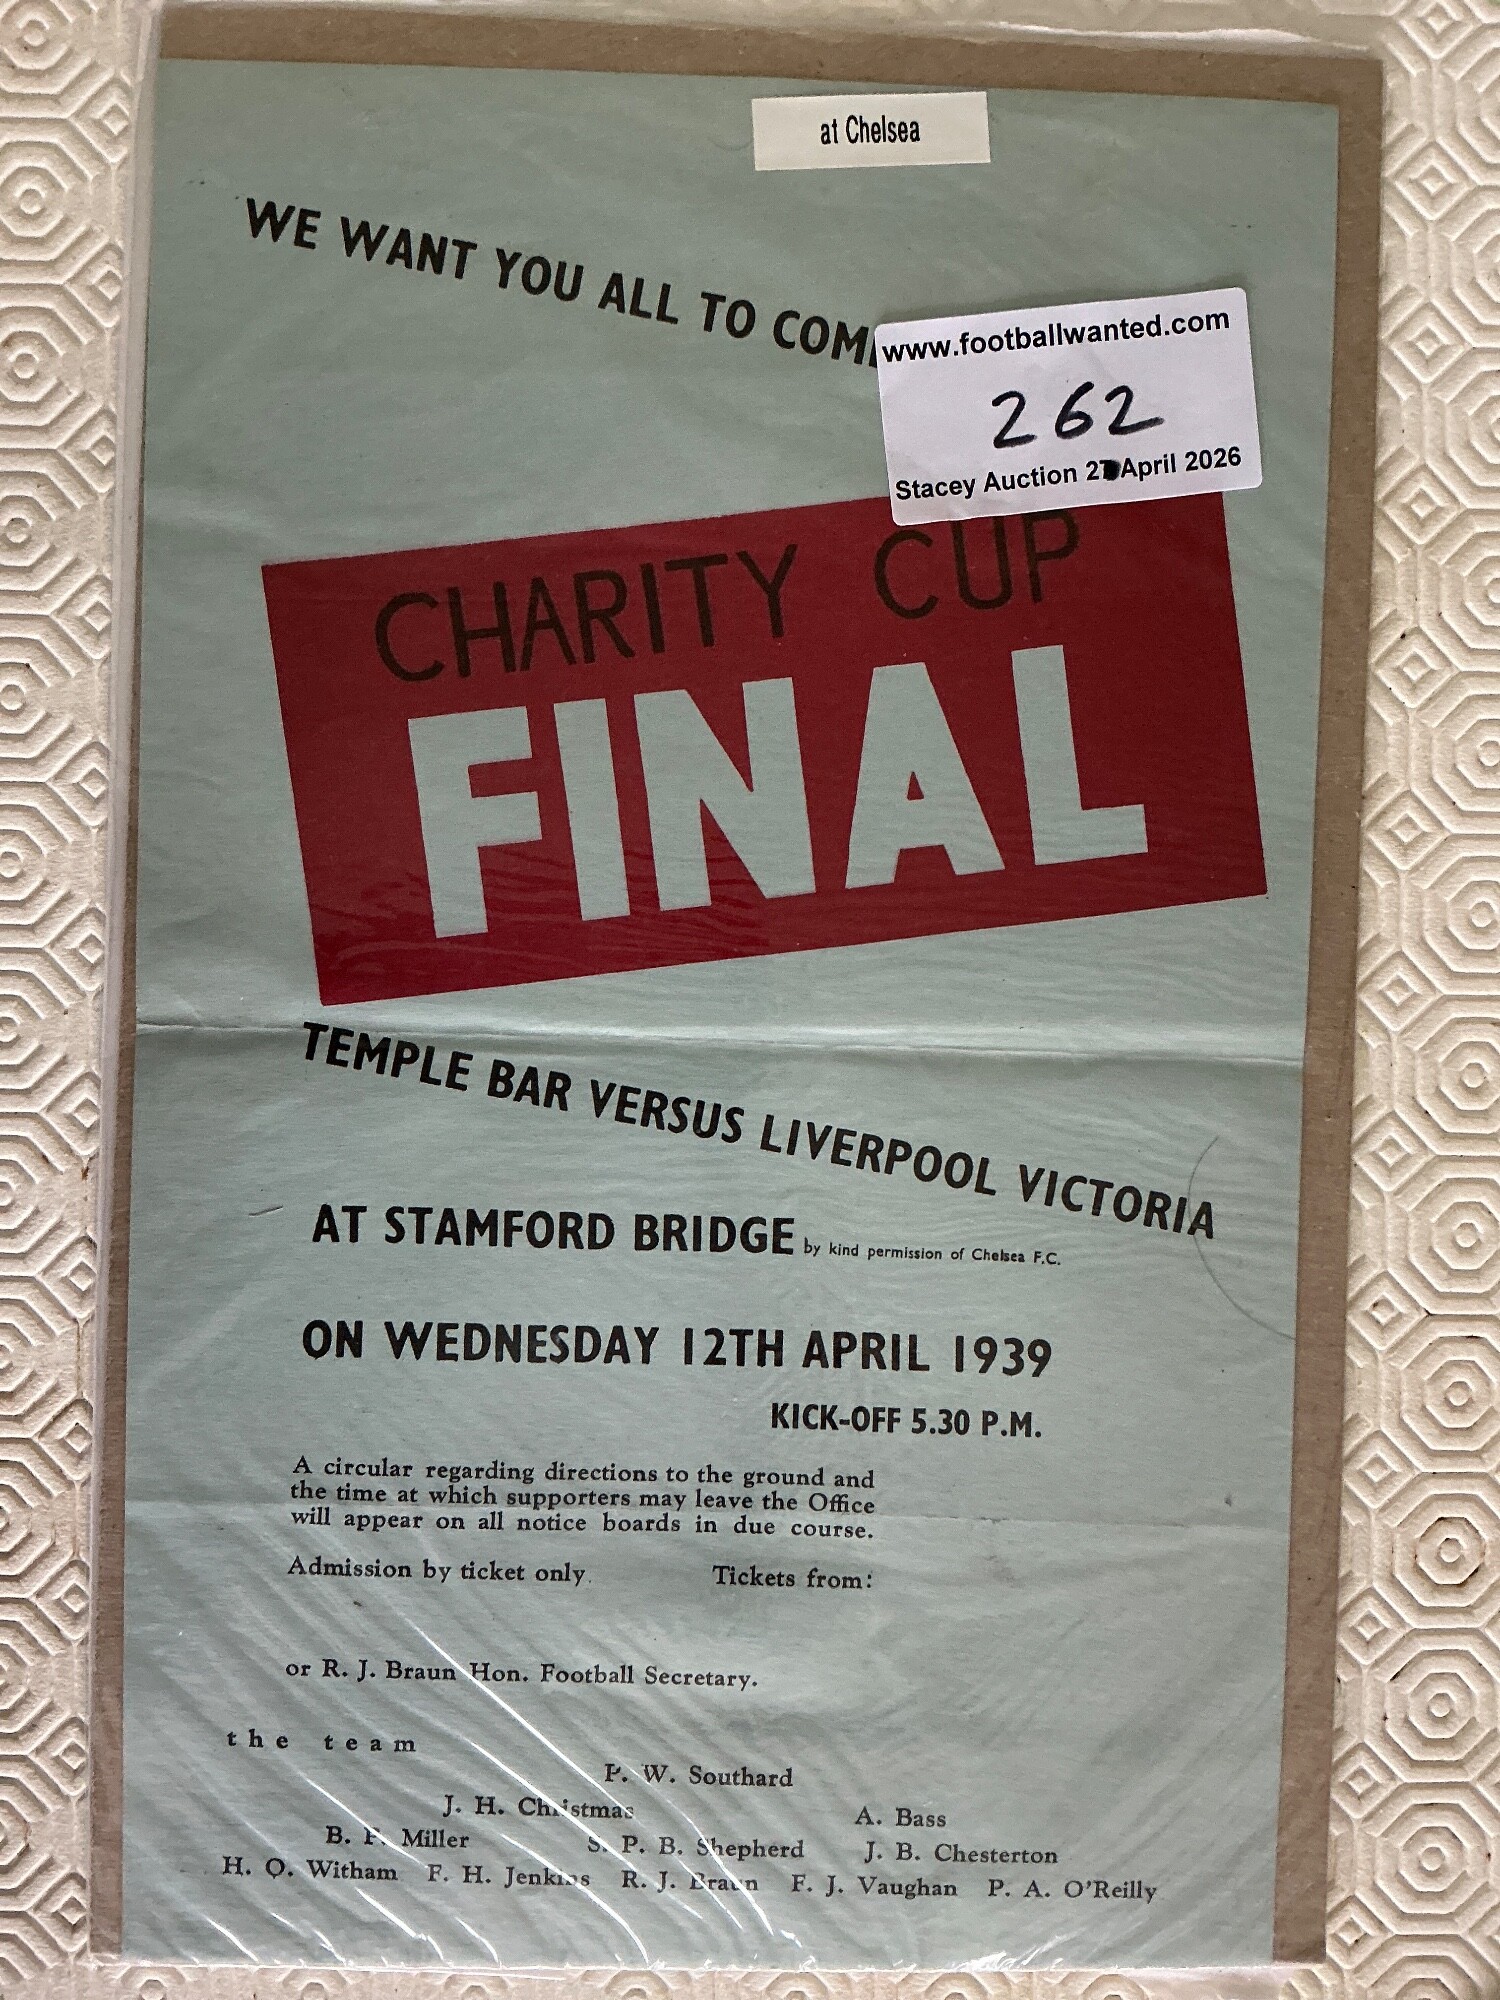 at Chelsea
WE WANT YOU ALL TO COM
www.footballwanted.com
262
Stacey Auction 2 April 2026
CHARITY CUP
FINAL
TEMPLE BAR VERSUS LIVERPOOL VICTORIA
AT STAMFORD BRIDGE by kind permission of Chelsea F.C.
ON WEDNESDAY 12TH APRIL 1939
KICK-OFF 5.30 P.M.
A circular regarding directions to the ground and
the time at which supporters may leave the Office
will appear on all notice boards in due course.
Admission by ticket only. Tickets from:
or R. J. Braun Hon. Football Secretary.
the team
P. W. Southard
J. H. Christmas A. Bass
B. F. Miller S. P. B. Shepherd J. B. Chesterton
H. O. Witham F. H. Jenkins R. J. Braun F. J. Vaughan P. A. O'Reilly